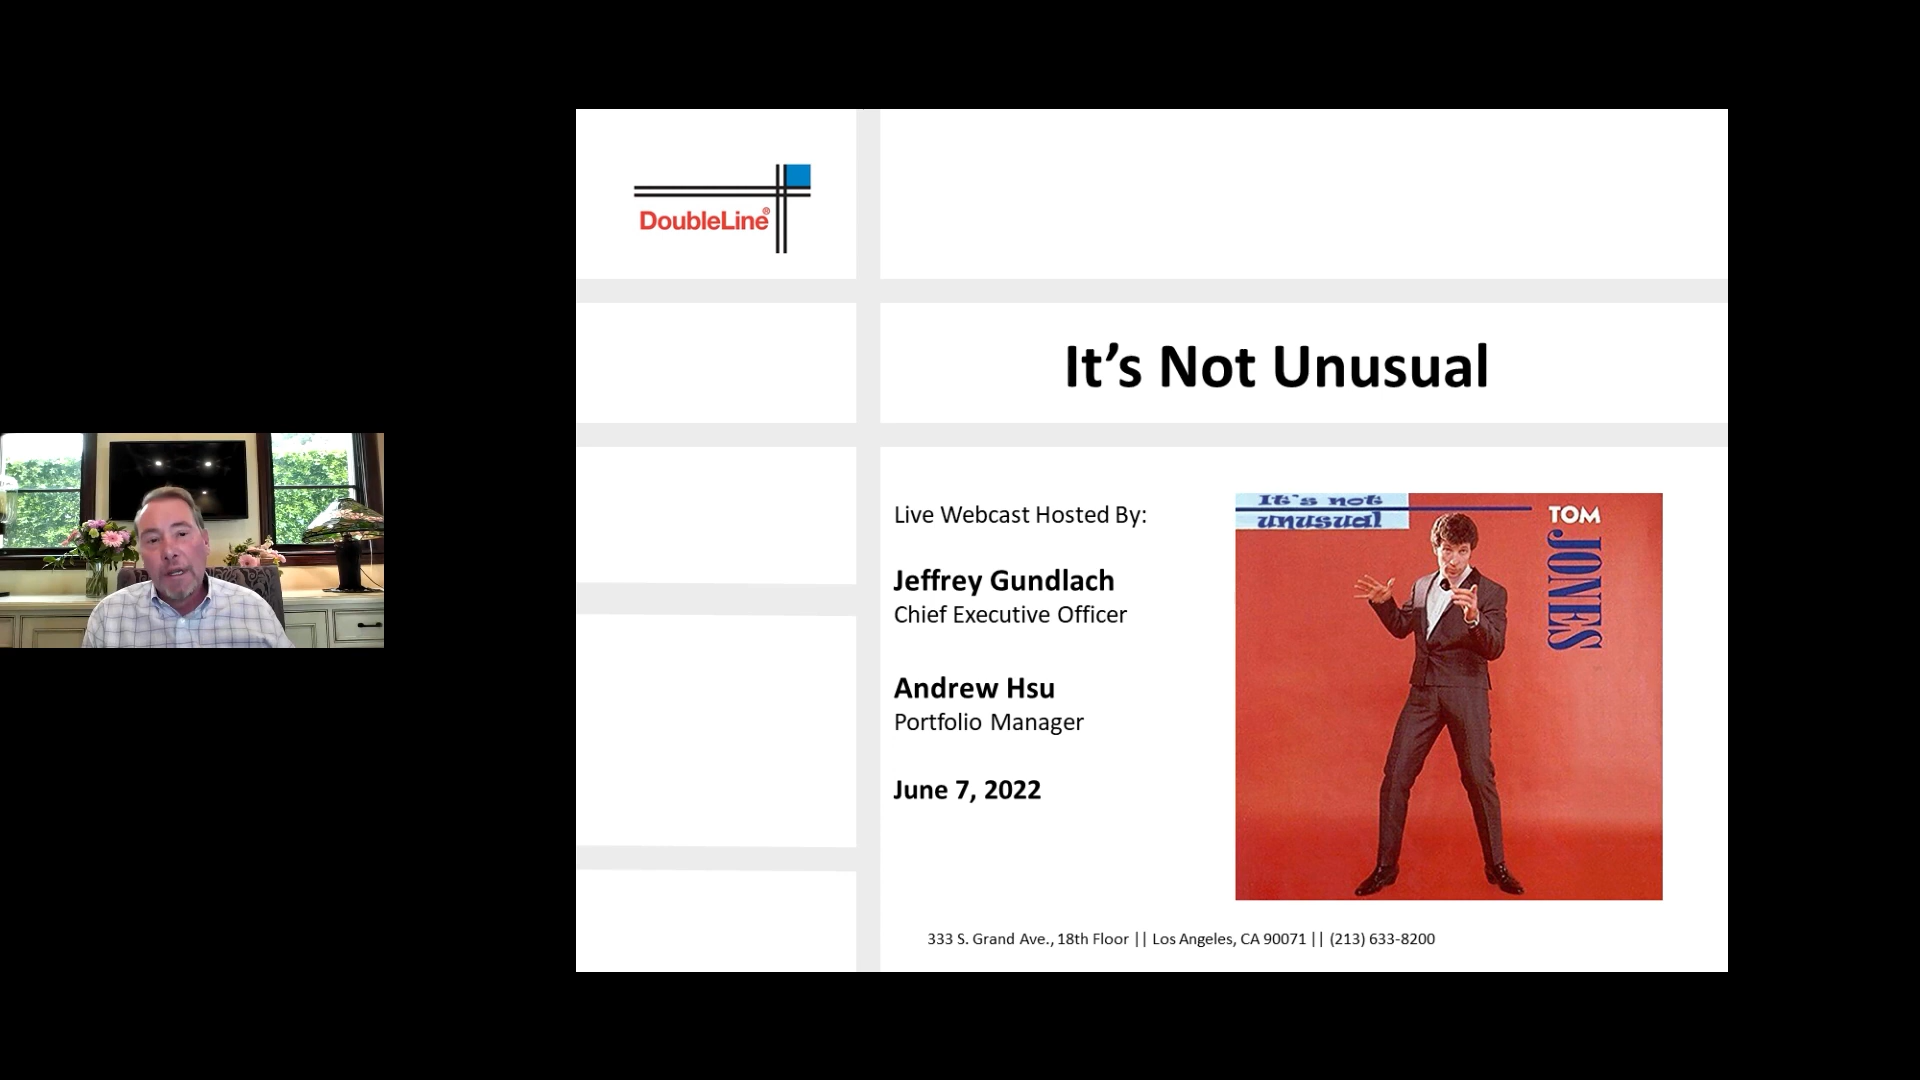 DoubleLine®
It's Not Unusual
Live Webcast Hosted By:
Jeffrey Gundlach
Chief Executive Officer
Andrew Hsu
Portfolio Manager
June 7, 2022
It's not
unusual
TOM
JONES
333 S. Grand Ave., 18th Floor || Los Angeles, CA 90071 || (213) 633-8200